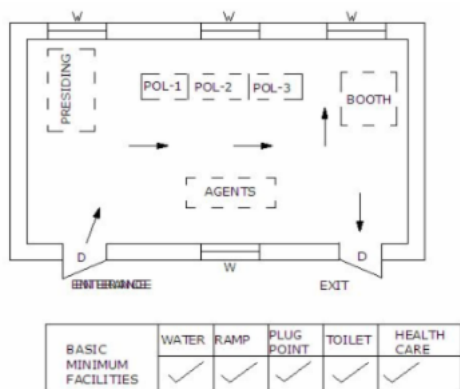 W W W
PRESIDING
POL-1 POL-2 POL-3
BOOTH
AGENTS
D D
W
ENTERANCE EXIT
BASIC MINIMUM FACILITIES
WATER RAMP PLUG POINT TOILET HEALTH CARE